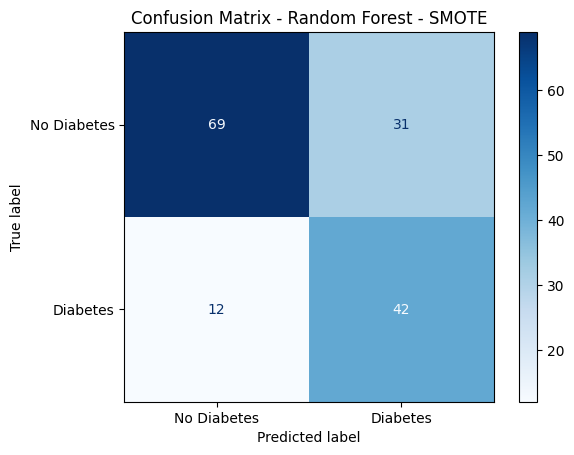 Confusion Matrix - Random Forest - SMOTE
True label
No Diabetes
69
31
Diabetes
12
42
No Diabetes
Diabetes
Predicted label
60
50
40
30
20